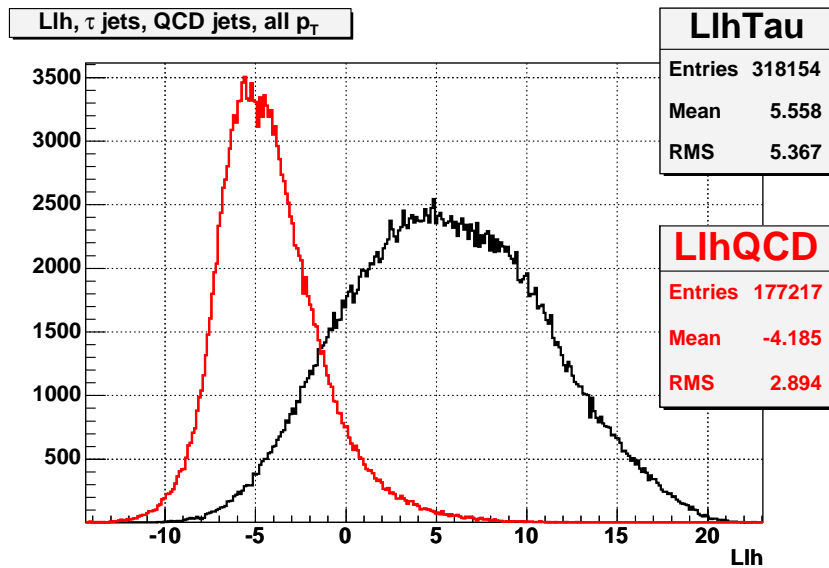 Llh, τ jets, QCD jets, all pT
LlhTau
Entries 318154
Mean 5.558
RMS 5.367
LlhQCD
Entries 177217
Mean -4.185
RMS 2.894
3500
3000
2500
2000
1500
1000
500
-10 -5 0 5 10 15 20
Llh